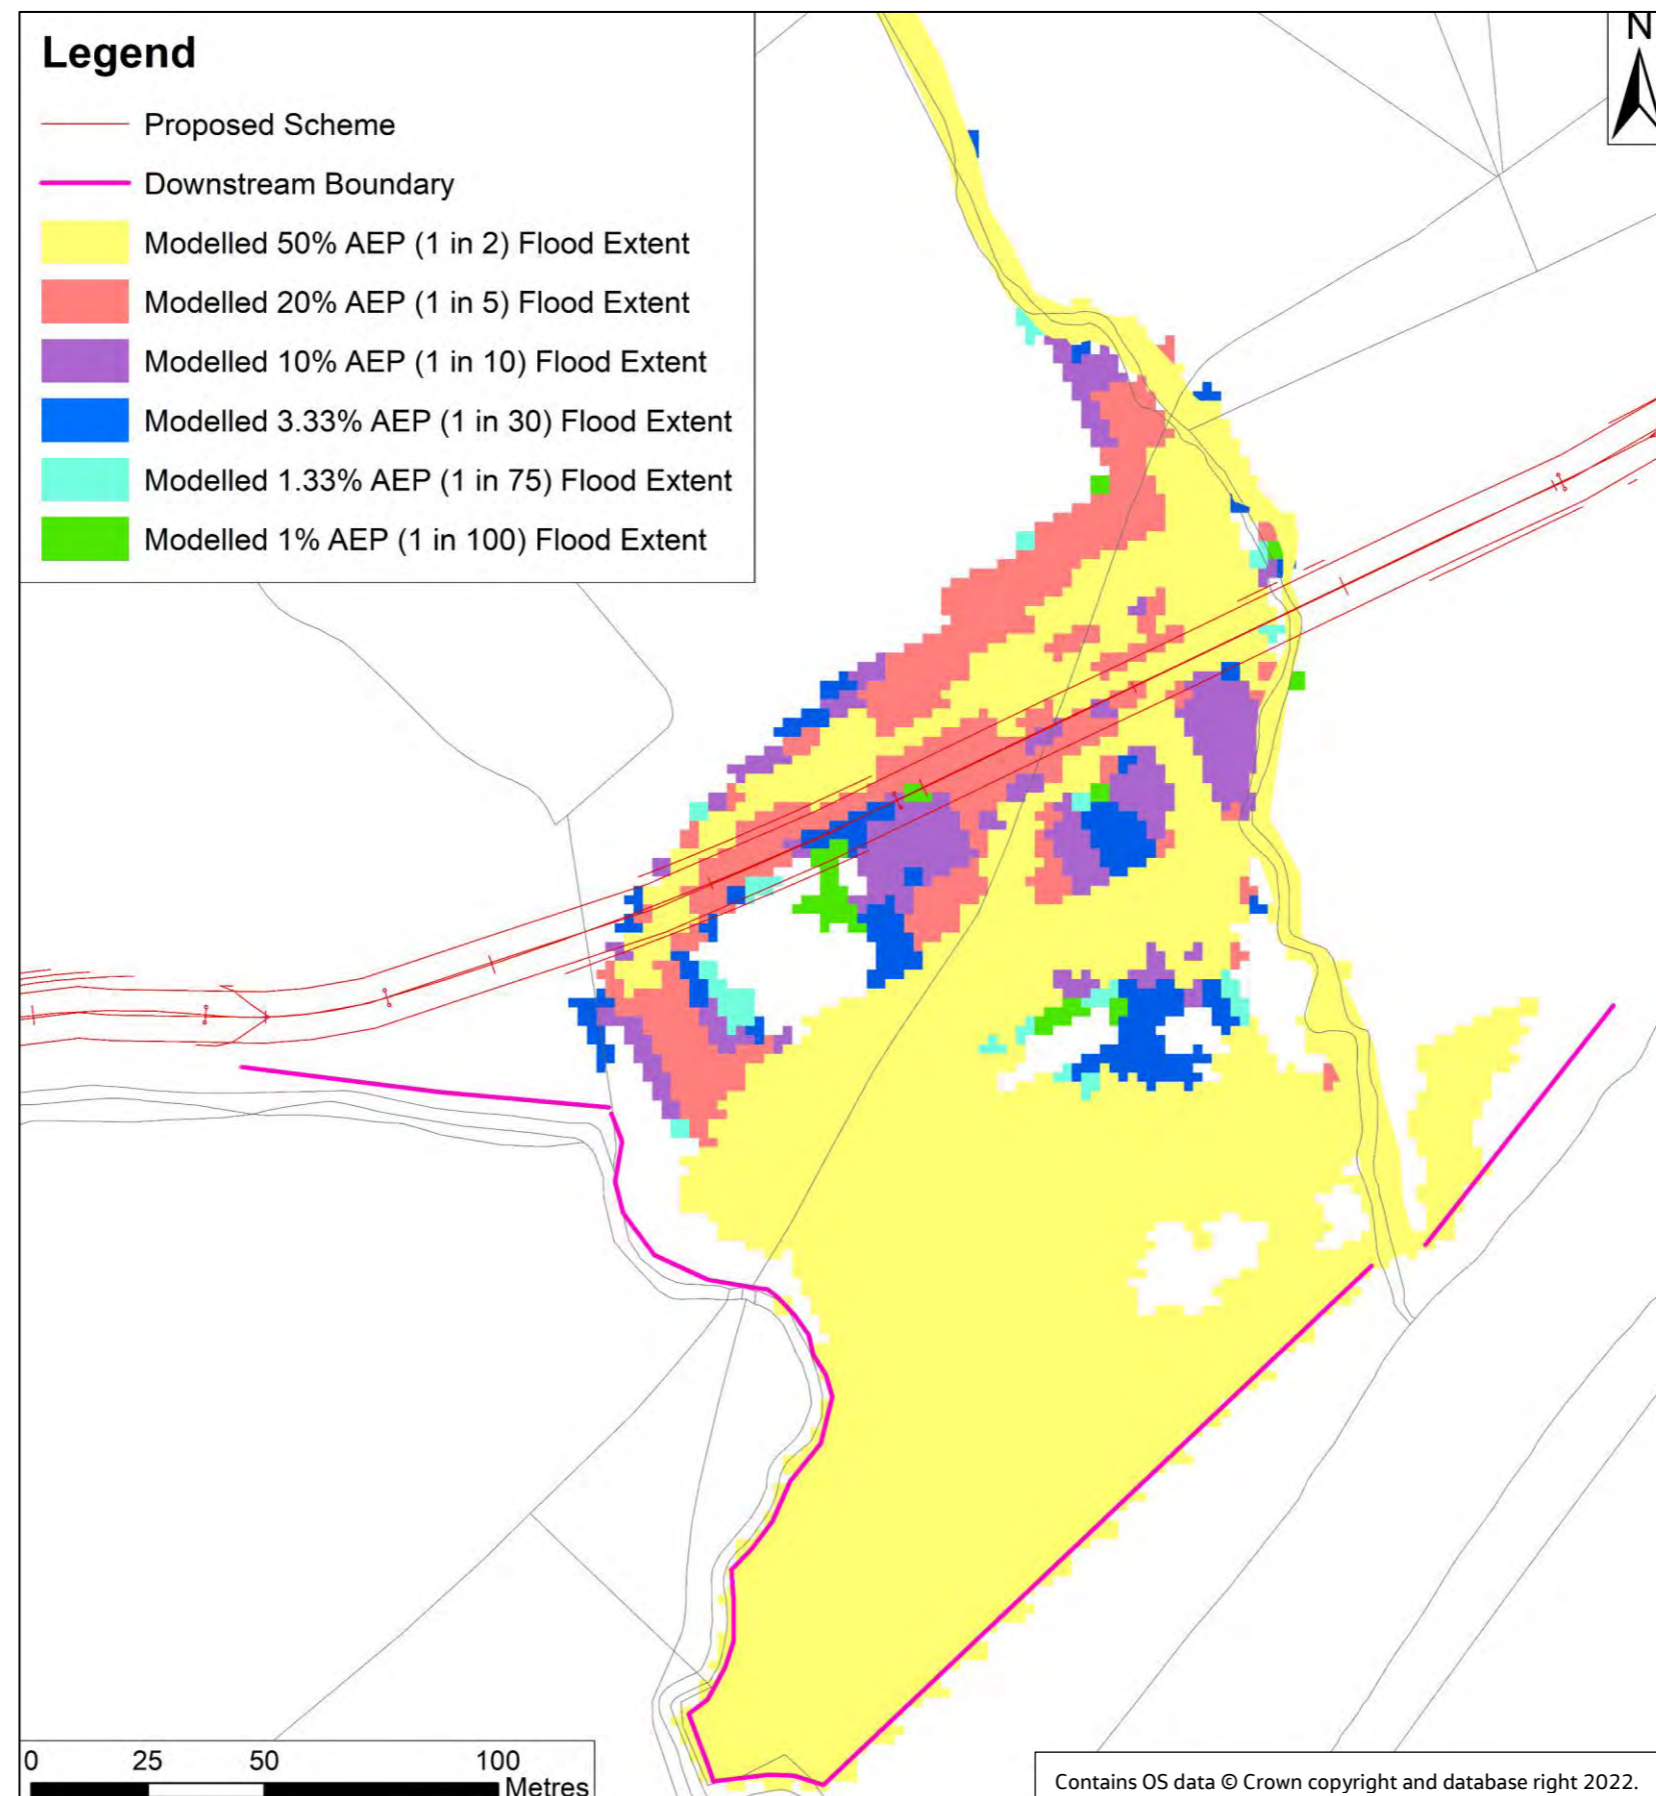 Legend
Proposed Scheme
Downstream Boundary
Modelled 50% AEP (1 in 2) Flood Extent
Modelled 20% AEP (1 in 5) Flood Extent
Modelled 10% AEP (1 in 10) Flood Extent
Modelled 3.33% AEP (1 in 30) Flood Extent
Modelled 1.33% AEP (1 in 75) Flood Extent
Modelled 1% AEP (1 in 100) Flood Extent
N
0 25 50 100
Metres
Contains OS data © Crown copyright and database right 2022.